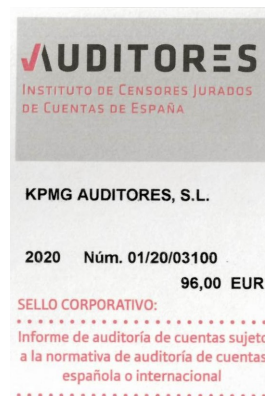 AUDITORES
INSTITUTO DE CENSORES JURADOS
DE CUENTAS DE ESPAÑA
KPMG AUDITORES, S.L.
2020 Núm. 01/20/03100
96,00 EUR
SELLO CORPORATIVO:
Informe de auditoría de cuentas sujeto
a la normativa de auditoría de cuentas
española o internacional